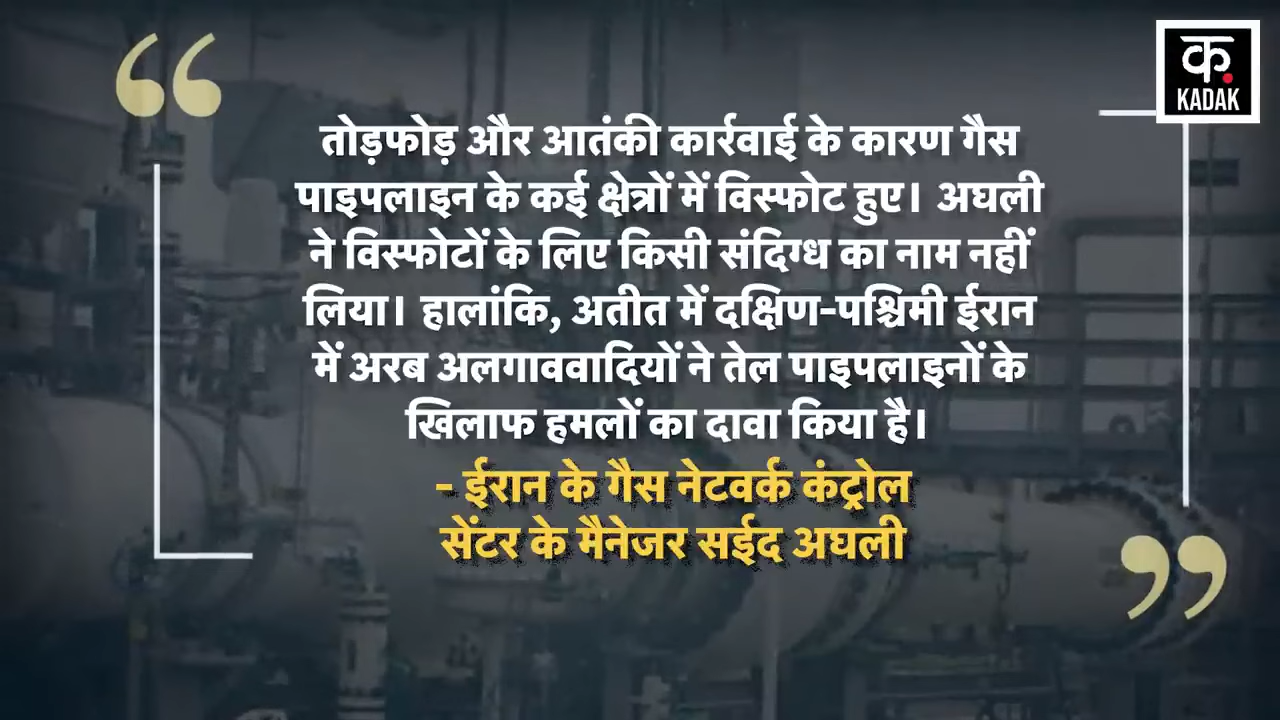 क.
KADAK
तोड़फोड़ और आतंकी कार्रवाई के कारण गैस
पाइपलाइन के कई क्षेत्रों में विस्फोट हुए। अघली
ने विस्फोटों के लिए किसी संदिग्ध का नाम नहीं
लिया। हालांकि, अतीत में दक्षिण-पश्चिमी ईरान
में अरब अलगाववादियों ने तेल पाइपलाइनों के
खिलाफ हमलों का दावा किया है।
- ईरान के गैस नेटवर्क कंट्रोल
सेंटर के मैनेजर सईद अघली